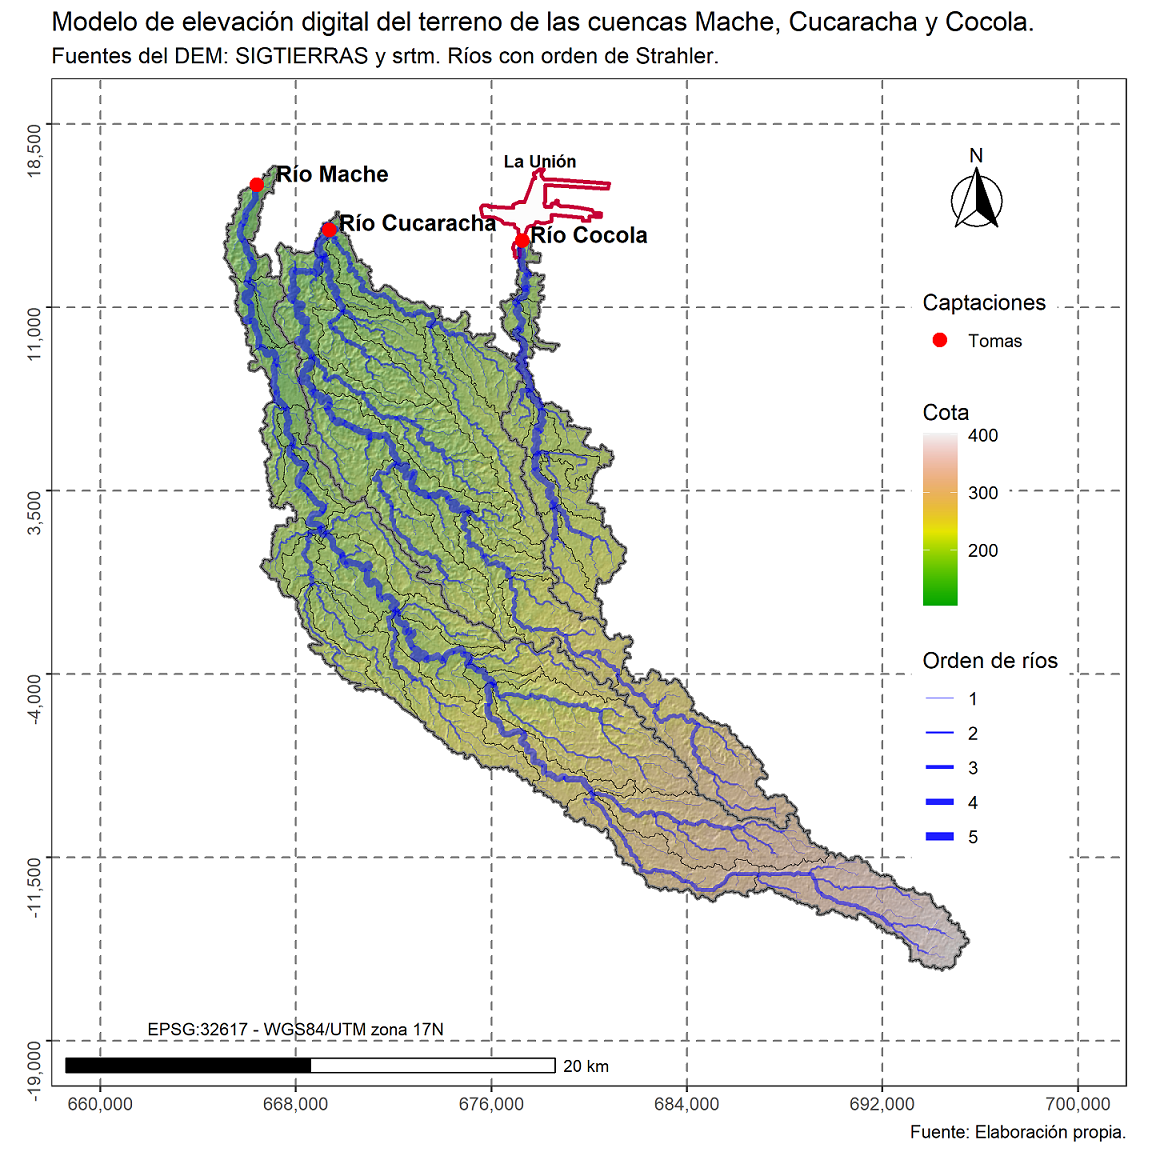 Modelo de elevación digital del terreno de las cuencas Mache, Cucaracha y Cocola.
Fuentes del DEM: SIGTIERRAS y srtm. Ríos con orden de Strahler.
18,500
11,000
3,500
-4,000
-11,500
-19,000
La Unión
Río Mache
Río Cucaracha
Río Cocola
N
Captaciones
Tomas
Cota
400
300
200
Orden de ríos
1
2
3
4
5
EPSG:32617 - WGS84/UTM zona 17N
20 km
660,000
668,000
676,000
684,000
692,000
700,000
Fuente: Elaboración propia.